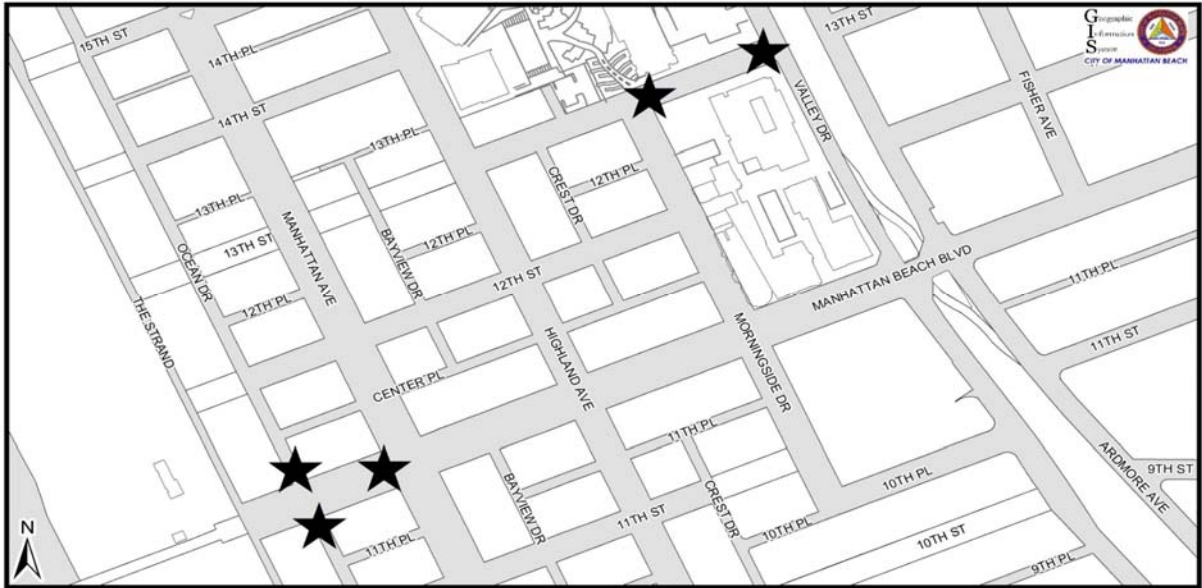 15TH ST
14TH PL
14TH ST
13TH PL
13TH ST
VALLEY DR
FISHER AVE
Geographic
Information
System
CITY OF MANHATTAN BEACH
13TH PL
13TH ST
12TH PL
OCEAN DR
THE STRAND
MANHATTAN AVE
BAYVIEW DR
12TH PL
12TH ST
CREST DR
12TH PL
MANHATTAN BEACH BLVD
11TH PL
11TH ST
CENTER PL
HIGHLAND AVE
MORNINGSIDE DR
11TH PL
CREST DR
10TH PL
10TH PL
10TH ST
9TH PL
ARDMORE AVE
9TH ST
BAYVIEW DR
11TH ST
11TH PL
N